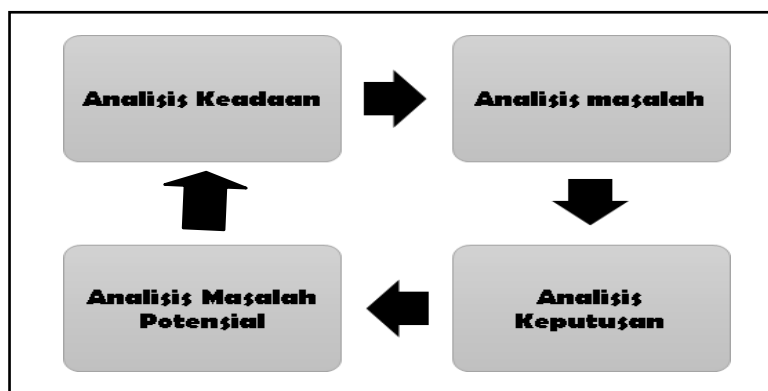 Analisis Keadaan
Analisis masalah
Analisis Masalah
Potensial
Analisis
Keputusan